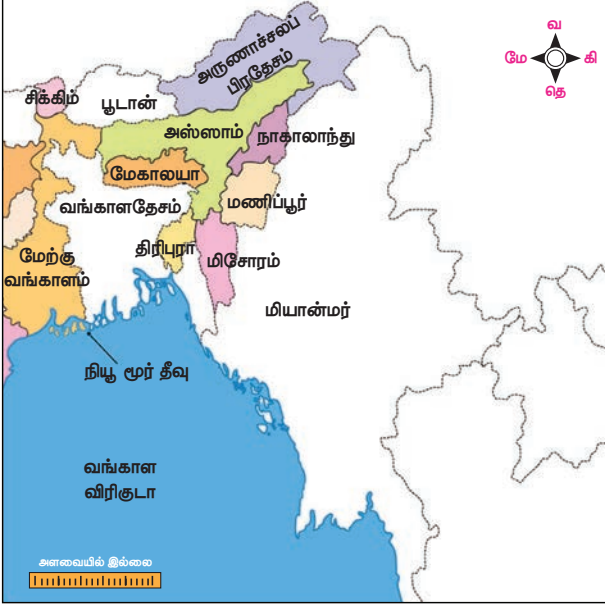 அருணாச்சலப்
பிரதேசம்
வ
மே
கி
தெ
சிக்கிம்
பூடான்
அஸ்ஸாம்
நாகாலாந்து
மேகாலயா
வங்காளதேசம்
மணிப்பூர்
திரிபுரா
மேற்கு
வங்காளம்
மிசோரம்
மியான்மர்
நியூ மூர் தீவு
வங்காள
விரிகுடா
அளவையில் இல்லை